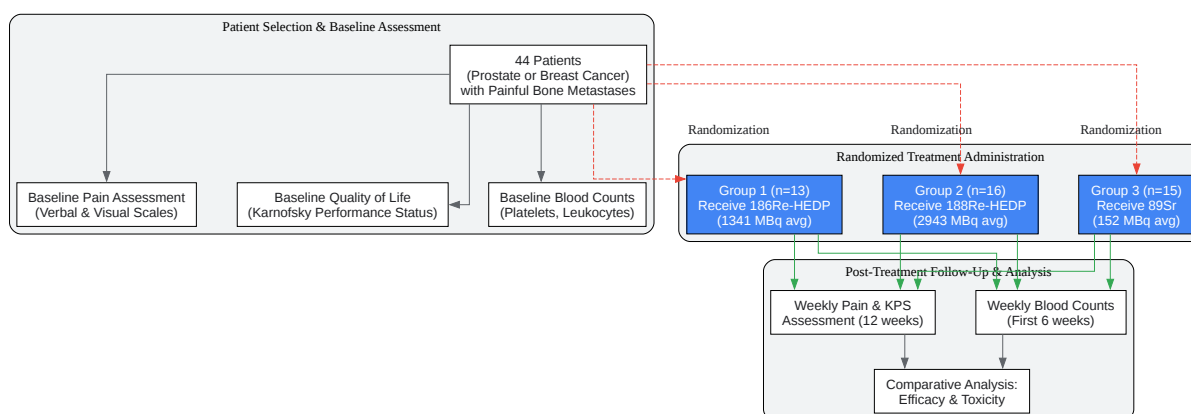 Patient Selection & Baseline Assessment
44 Patients
(Prostate or Breast Cancer)
with Painful Bone Metastases
Baseline Pain Assessment
(Verbal & Visual Scales)
Baseline Quality of Life
(Karnofsky Performance Status)
Baseline Blood Counts
(Platelets, Leukocytes)
Randomization
Randomization
Randomization
Randomized Treatment Administration
Group 1 (n=13)
Receive 186Re-HEDP
(1341 MBq avg)
Group 2 (n=16)
Receive 188Re-HEDP
(2943 MBq avg)
Group 3 (n=15)
Receive 89Sr
(152 MBq avg)
Post-Treatment Follow-Up & Analysis
Weekly Pain & KPS
Assessment (12 weeks)
Weekly Blood Counts
(First 6 weeks)
Comparative Analysis:
Efficacy & Toxicity